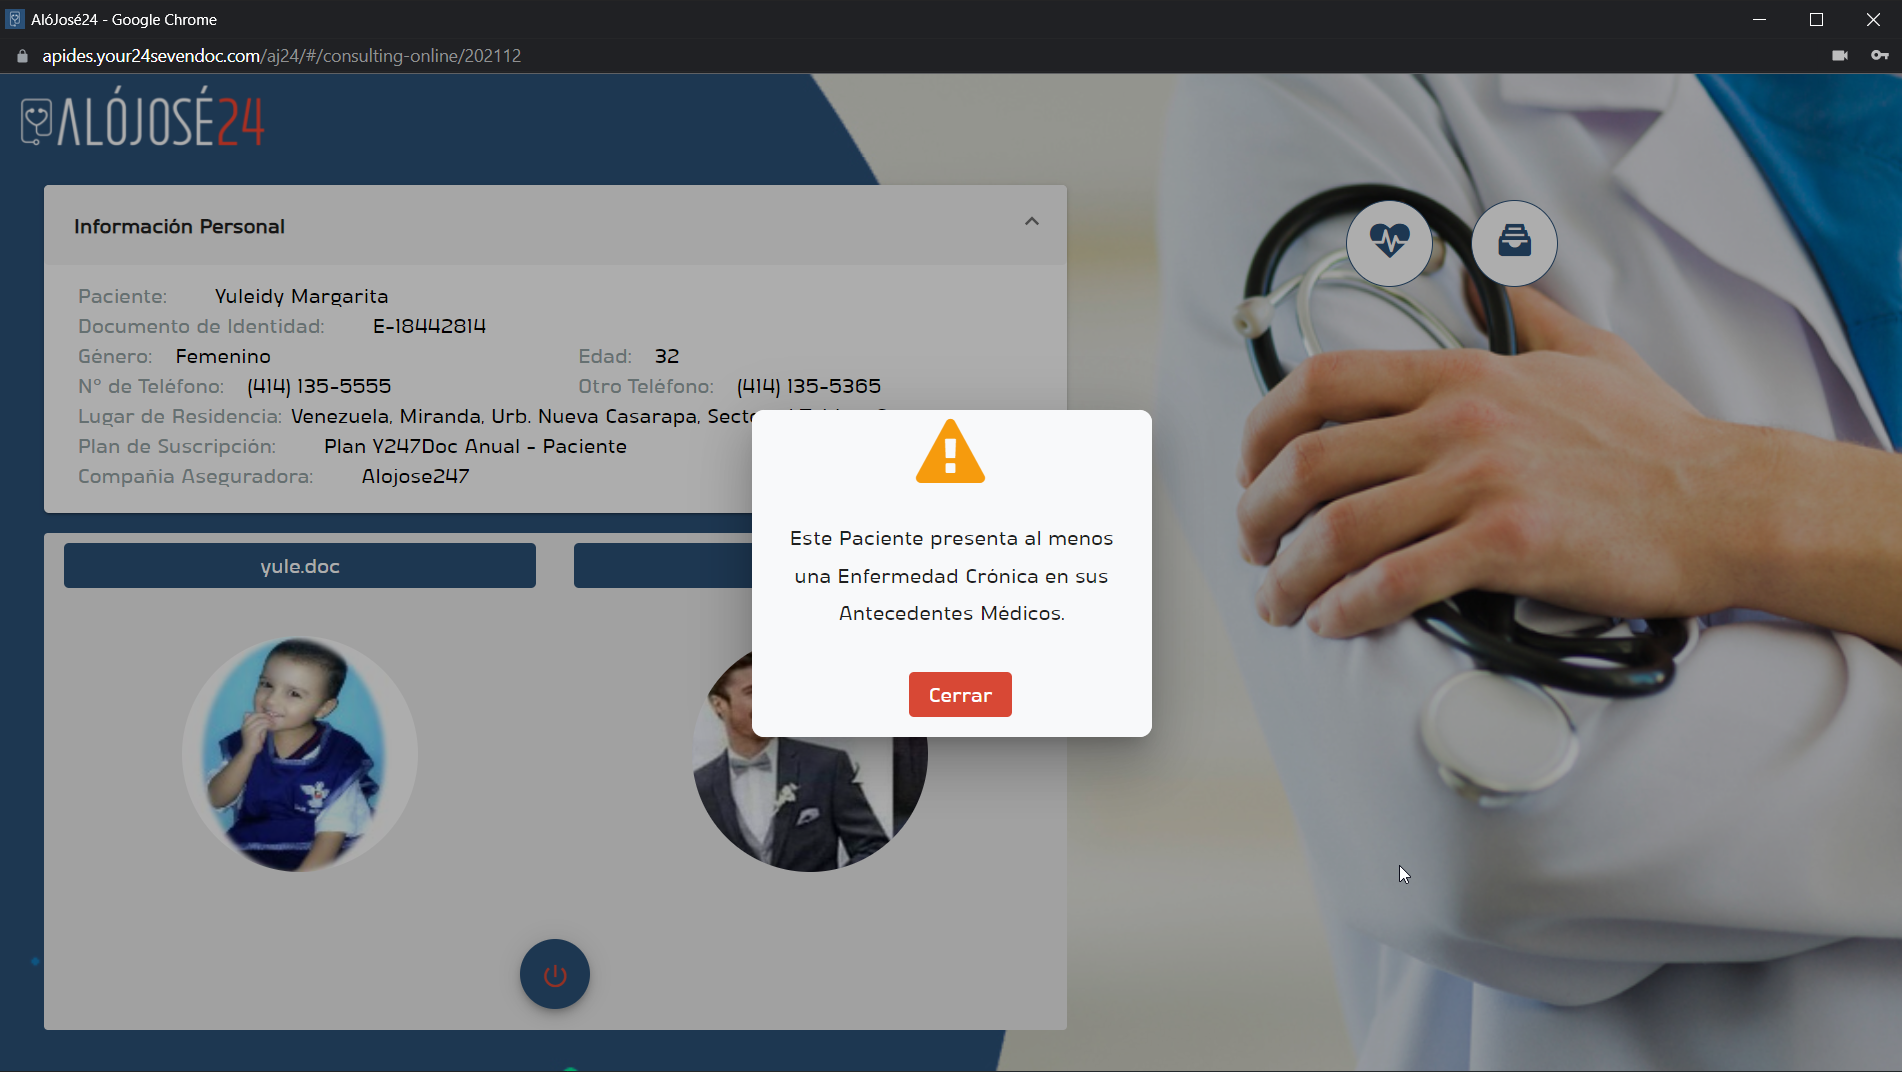 AlóJosé24 - Google Chrome
apides.your24sevendoc.com/aj24/#/consulting-online/202112
ALÓJOSÉ24
Información Personal
Paciente: Yuleidy Margarita
Documento de Identidad: E-18442814
Género: Femenino Edad: 32
Nº de Teléfono: (414) 135-5555 Otro Teléfono: (414) 135-5365
Lugar de Residencia: Venezuela, Miranda, Urb. Nueva Casarapa,
Plan de Suscripción: Plan Y247Doc Anual - Paciente
Compañia Aseguradora: Alojose247
yule.doc
Este Paciente presenta al menos
una Enfermedad Crónica en sus
Antecedentes Médicos.
Cerrar